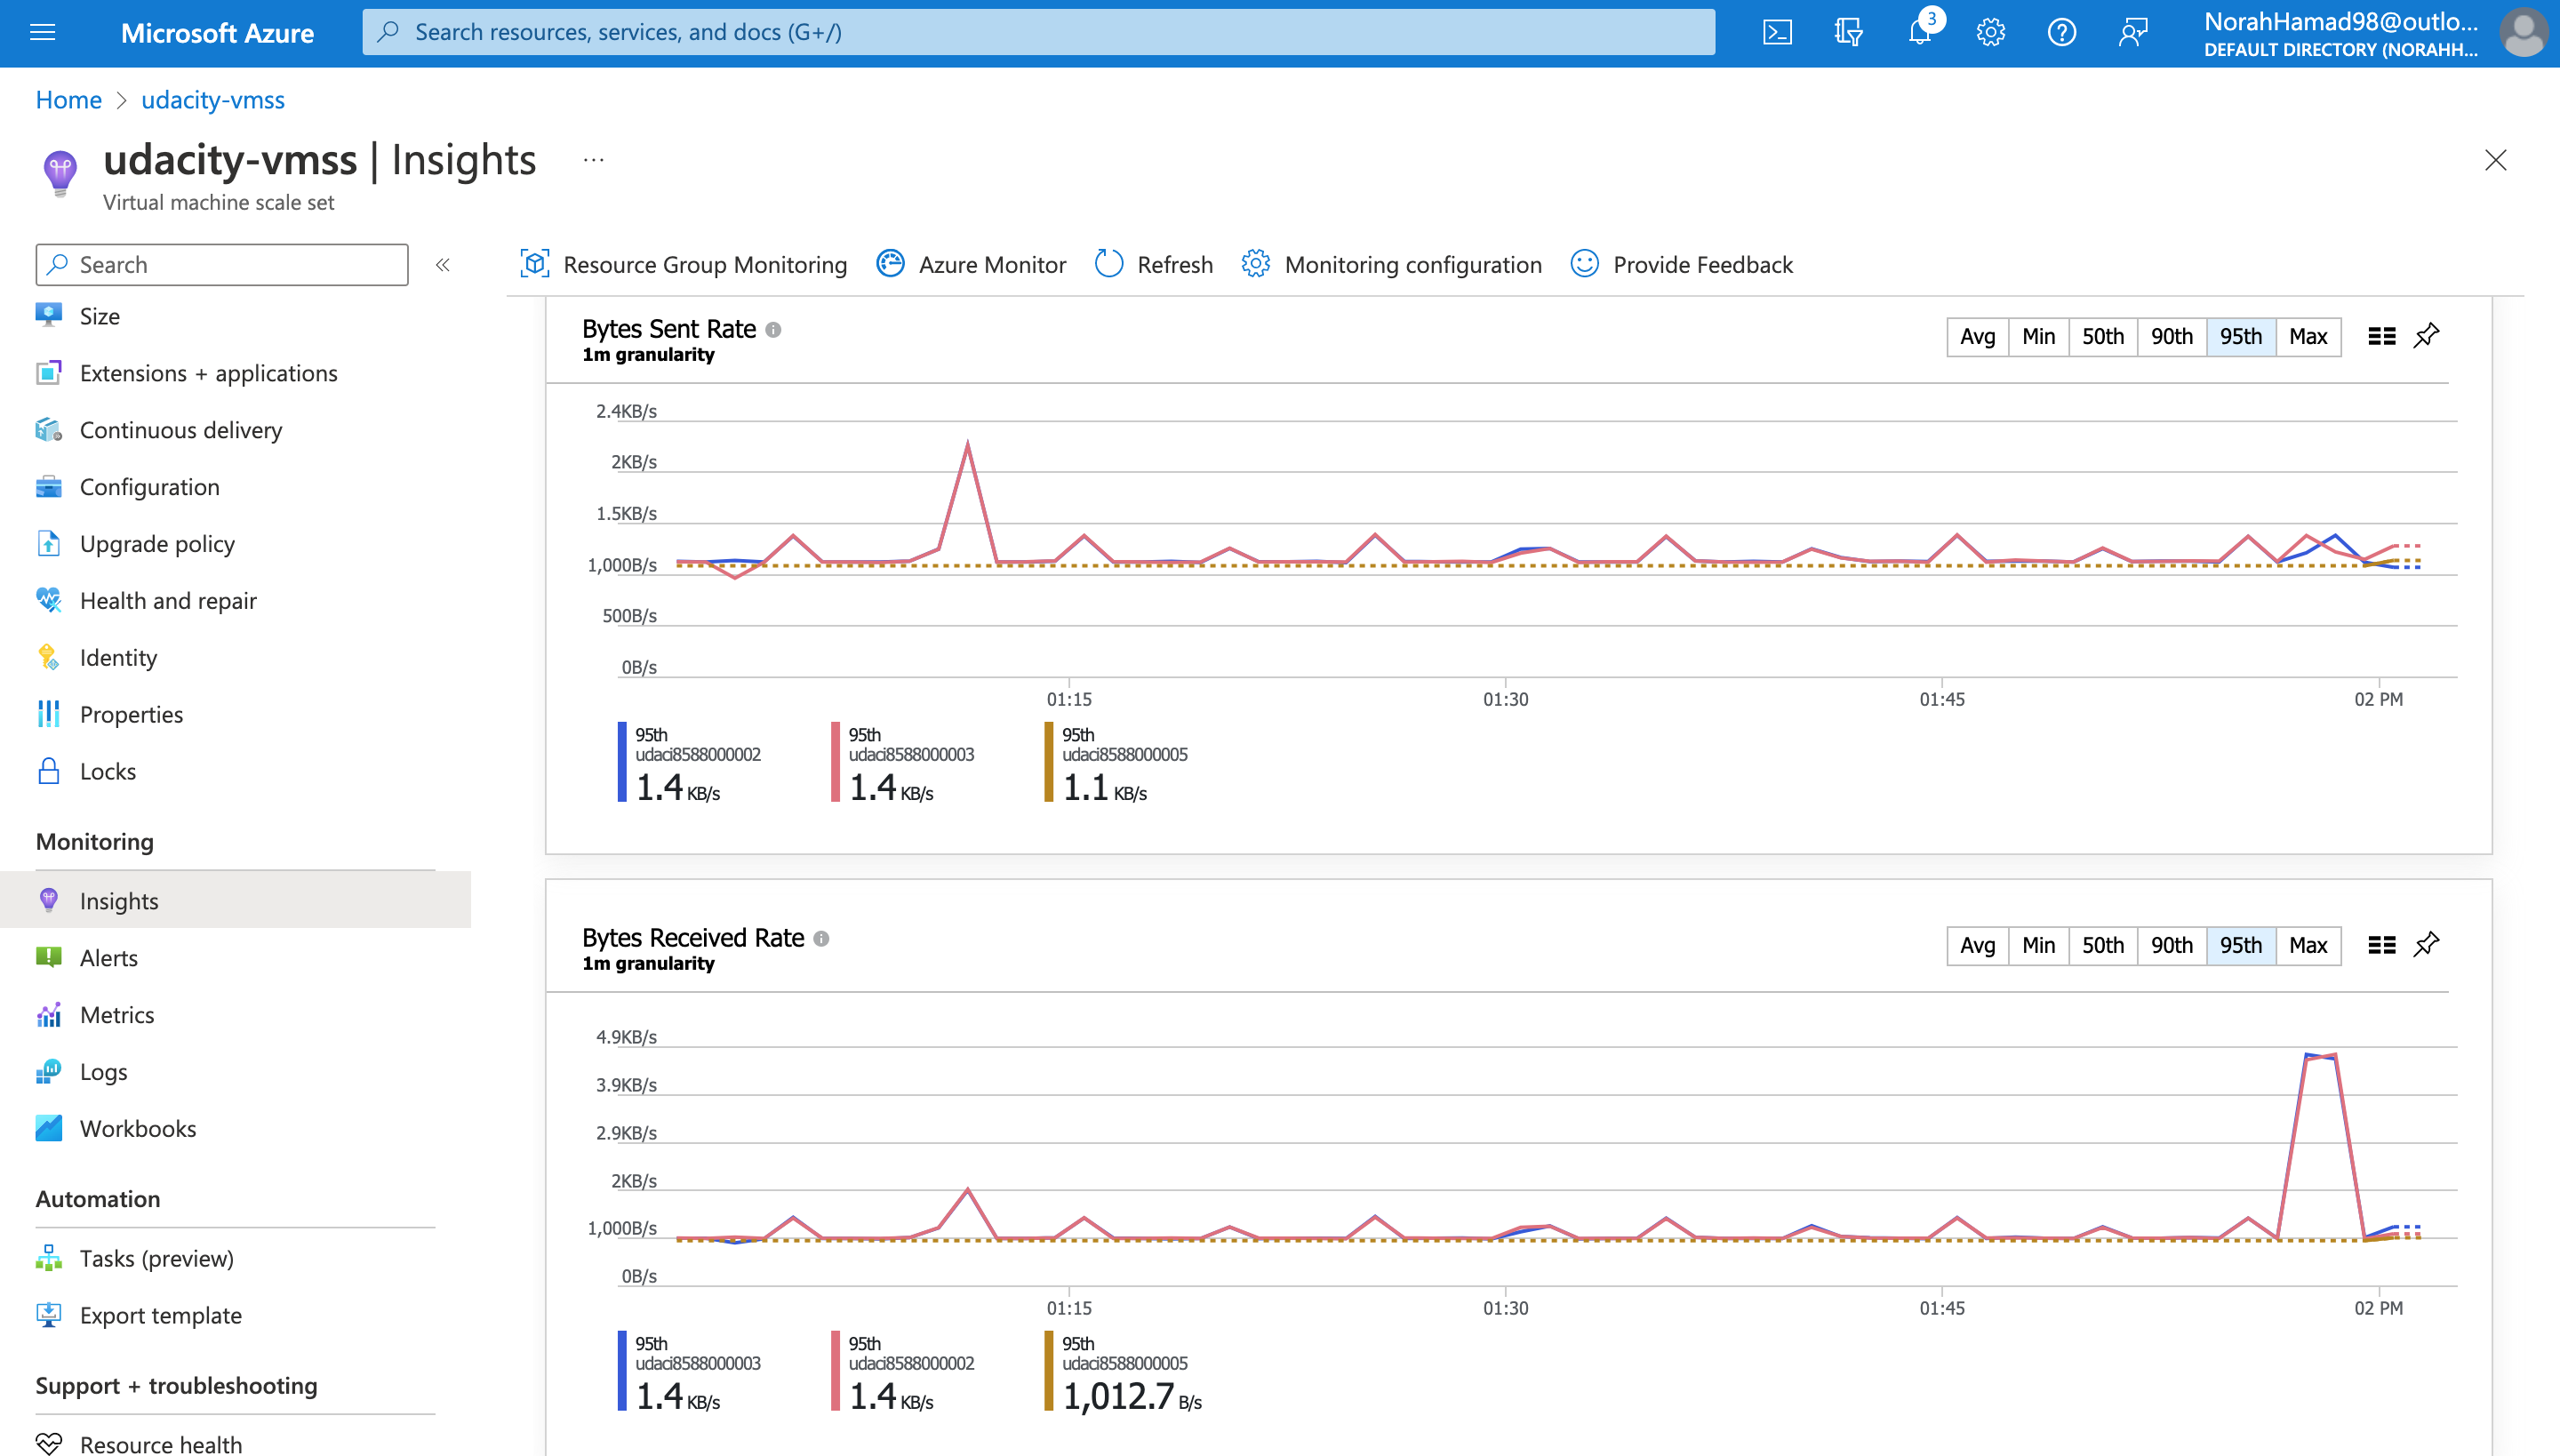 Microsoft Azure
Search resources, services, and docs (G+/)
3
NorahHamad98@outlo...
DEFAULT DIRECTORY (NORAHH...
Home > udacity-vmss
udacity-vmss | Insights ...
Virtual machine scale set
Search
«
Size
Extensions + applications
Continuous delivery
Configuration
Upgrade policy
Health and repair
Identity
Properties
Locks
Monitoring
Insights
Alerts
Metrics
Logs
Workbooks
Automation
Tasks (preview)
Export template
Support + troubleshooting
Resource health
Resource Group Monitoring Azure Monitor Refresh Monitoring configuration Provide Feedback
Bytes Sent Rate
1m granularity
Avg Min 50th 90th 95th Max
2.4KB/s
2KB/s
1.5KB/s
1,000B/s
500B/s
0B/s
01:15 01:30 01:45 02 PM
95th 95th 95th
udaci8588000002 udaci8588000003 udaci8588000005
1.4 KB/s 1.4 KB/s 1.1 KB/s
Bytes Received Rate
1m granularity
Avg Min 50th 90th 95th Max
4.9KB/s
3.9KB/s
2.9KB/s
2KB/s
1,000B/s
0B/s
01:15 01:30 01:45 02 PM
95th 95th 95th
udaci8588000003 udaci8588000002 udaci8588000005
1.4 KB/s 1.4 KB/s 1,012.7 B/s